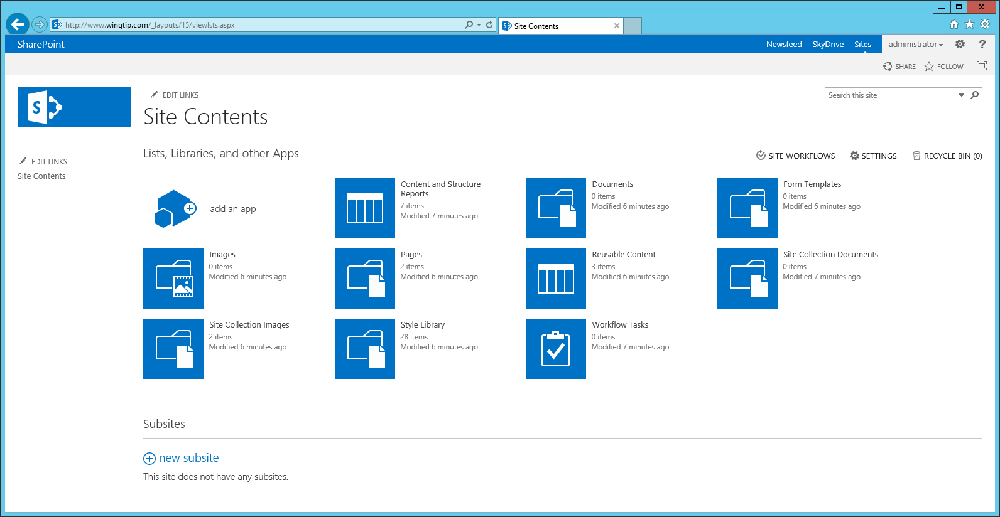 http://www.wingtip.com/_layouts/15/viewlsts.aspx
Site Contents
SharePoint
Newsfeed
SkyDrive
Sites
administrator
?
SHARE
FOLLOW
S
EDIT LINKS
Search this site
Site Contents
EDIT LINKS
Site Contents
Lists, Libraries, and other Apps
SITE WORKFLOWS
SETTINGS
RECYCLE BIN (0)
add an app
Content and Structure
Reports
7 items
Modified 7 minutes ago
Documents
0 items
Modified 6 minutes ago
Form Templates
0 items
Modified 6 minutes ago
Images
0 items
Modified 6 minutes ago
Pages
2 items
Modified 6 minutes ago
Reusable Content
3 items
Modified 6 minutes ago
Site Collection Documents
0 items
Modified 7 minutes ago
Site Collection Images
2 items
Modified 6 minutes ago
Style Library
28 items
Modified 6 minutes ago
Workflow Tasks
0 items
Modified 7 minutes ago
Subsites
new subsite
This site does not have any subsites.